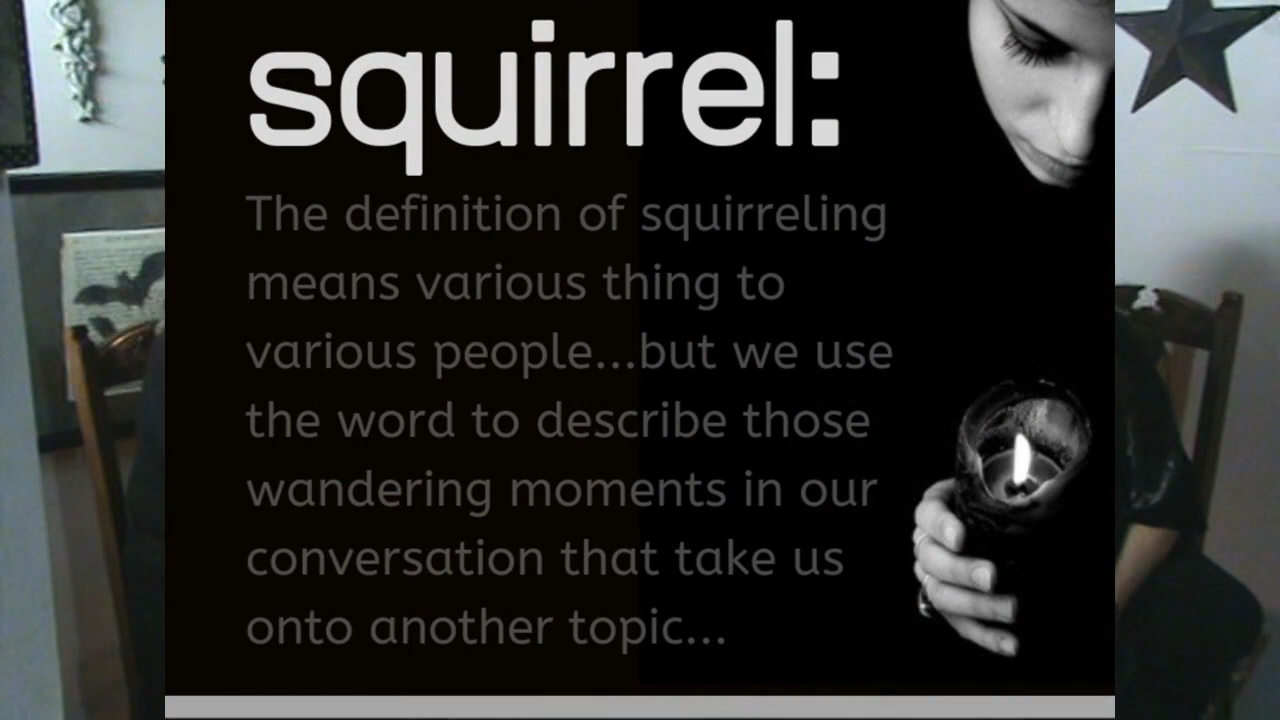 squirrel:
The definition of squirreling
means various thing to
various people...but we use
the word to describe those
wandering moments in our
conversation that take us
onto another topic...